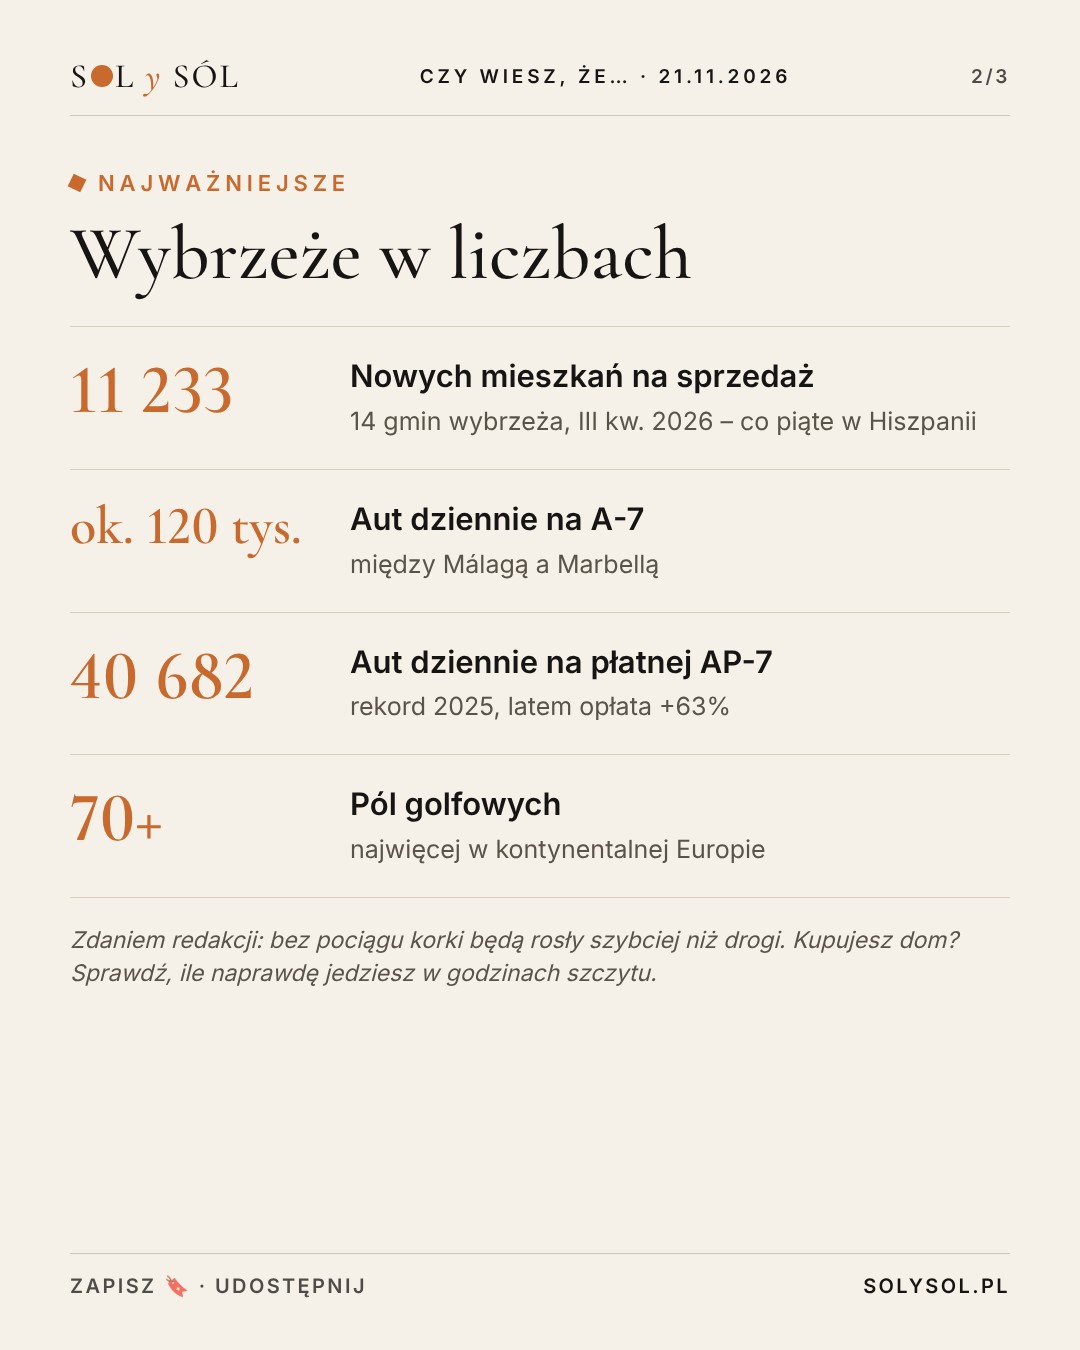 SOL y SÓL
CZY WIESZ, ŻE… · 21.11.2026
2/3
NAJWAŻNIEJSZE
Wybrzeże w liczbach
11 233
Nowych mieszkań na sprzedaż
14 gmin wybrzeża, III kw. 2026 – co piąte w Hiszpanii
ok. 120 tys.
Aut dziennie na A-7
między Málagą a Marbellą
40 682
Aut dziennie na płatnej AP-7
rekord 2025, latem opłata +63%
70+
Pól golfowych
najwięcej w kontynentalnej Europie
Zdaniem redakcji: bez pociągu korki będą rosły szybciej niż drogi. Kupujesz dom?
Sprawdź, ile naprawdę jedziesz w godzinach szczytu.
ZAPISZ 🔖 · UDOSTĘPNIJ
SOLYSOL.PL